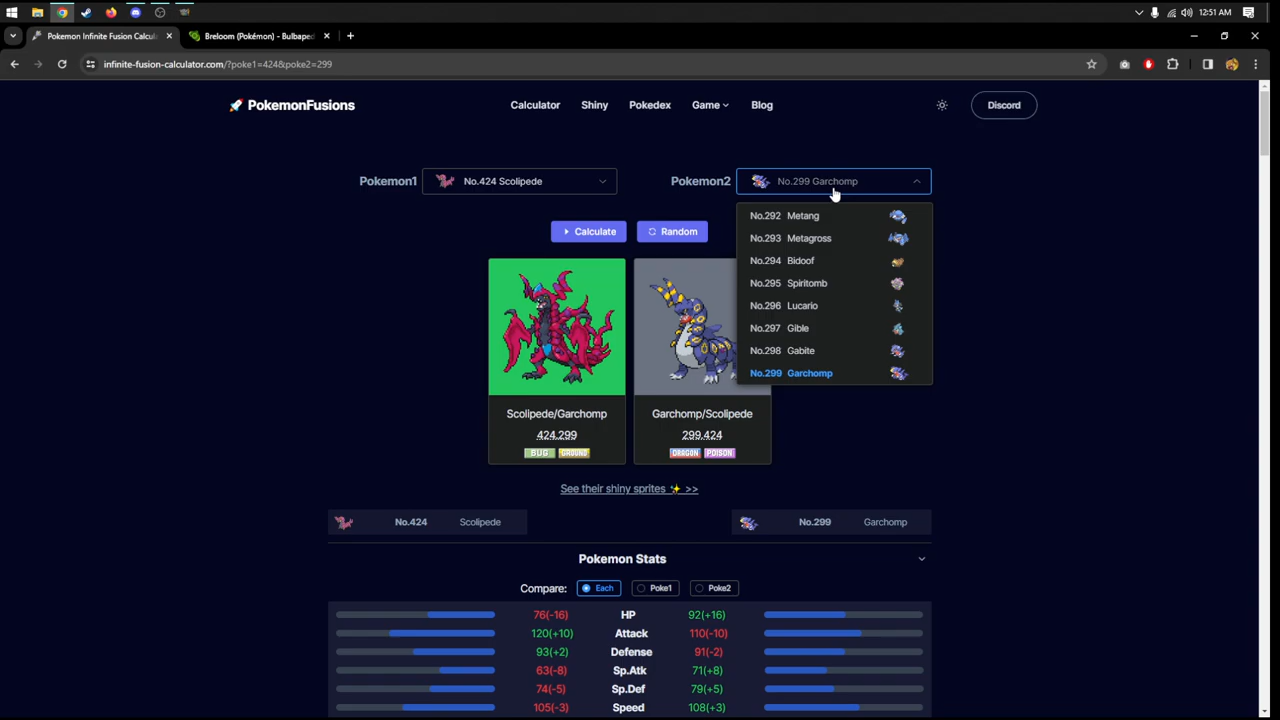 12:51 AM
Pokemon Infinite Fusion Calcul
Breloom (Pokémon) - Bulbaped
infinite-fusion-calculator.com/?poke1=424&poke2=299
PokemonFusions
Calculator Shiny Pokedex Game Blog
Discord
Pokemon1 No.424 Scolipede
Pokemon2 No.299 Garchomp
Calculate Random
No.292 Metang
No.293 Metagross
No.294 Bidoof
No.295 Spiritomb
No.296 Lucario
No.297 Gible
No.298 Gabite
No.299 Garchomp
Scolipede/Garchomp
424.299
BUG GROUND
Garchomp/Scolipede
299.424
DRAGON POISON
See their shiny sprites ✨ >>
No.424 Scolipede
No.299 Garchomp
Pokemon Stats
Compare: Each Poke1 Poke2
76(-16) HP 92(+16)
120(+10) Attack 110(-10)
93(+2) Defense 91(-2)
63(-8) Sp.Atk 71(+8)
74(-5) Sp.Def 79(+5)
105(-3) Speed 108(+3)